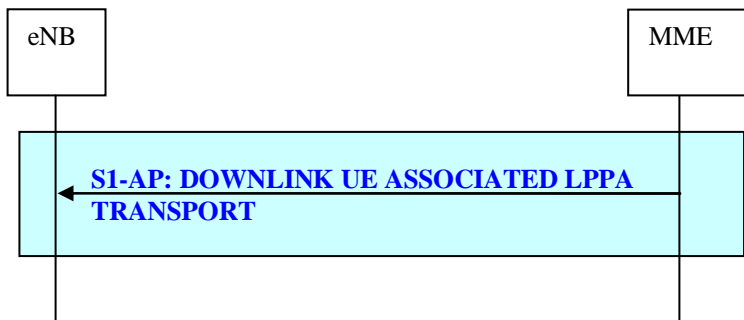 eNB
MME
S1-AP: DOWNLINK UE ASSOCIATED LPPA
TRANSPORT